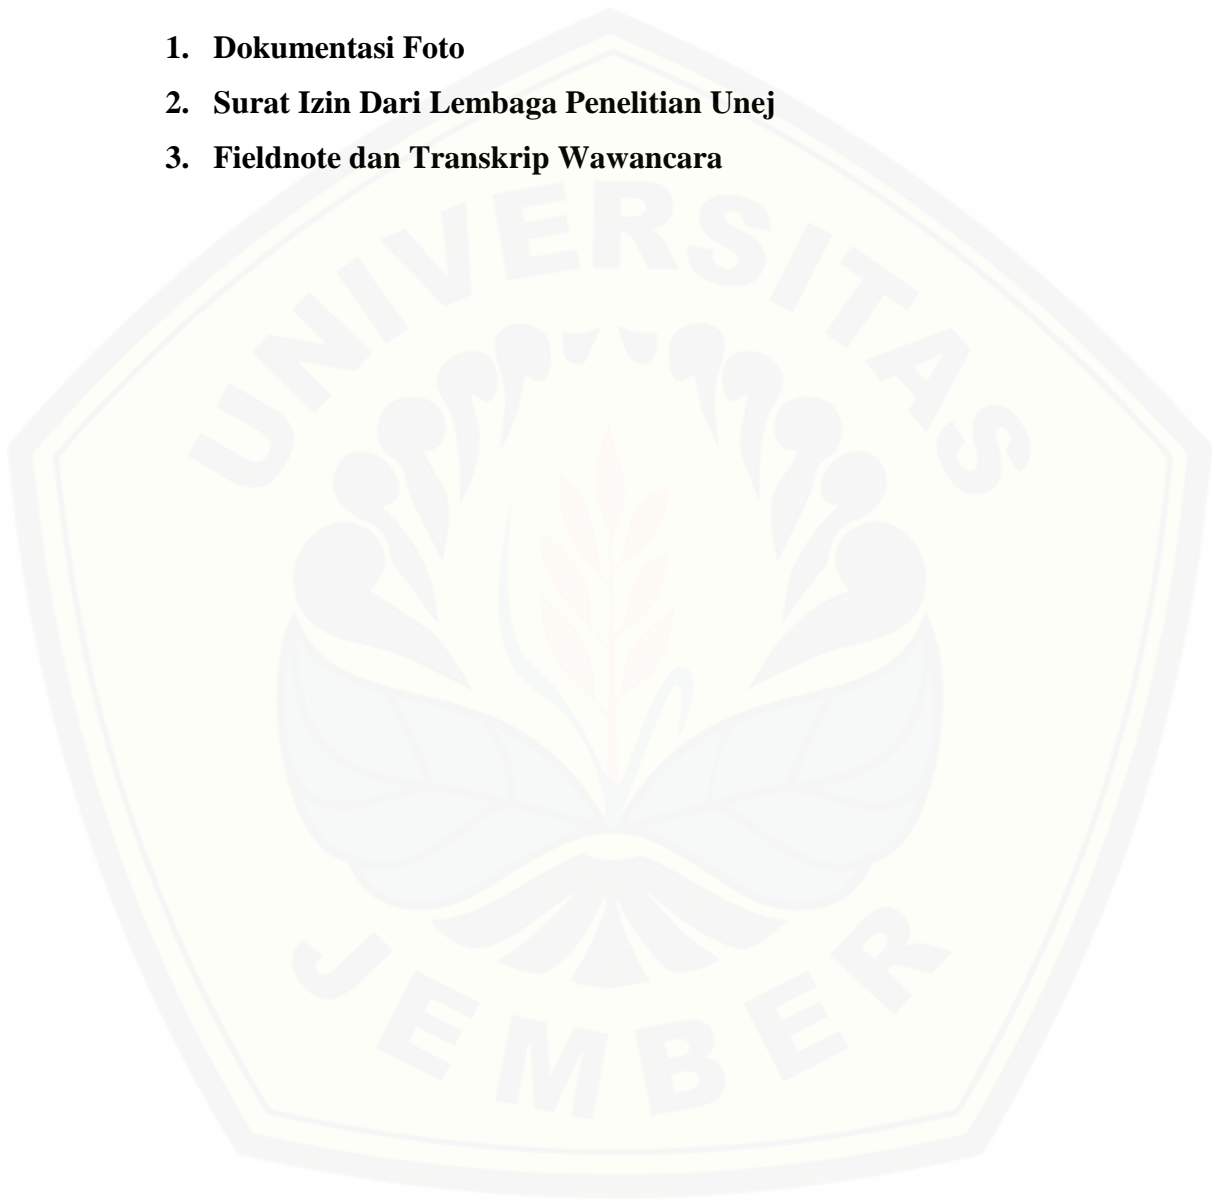 1. Dokumentasi Foto
2. Surat Izin Dari Lembaga Penelitian Unej
3. Fieldnote dan Transkrip Wawancara
UNIVERSITAS
JEMBER